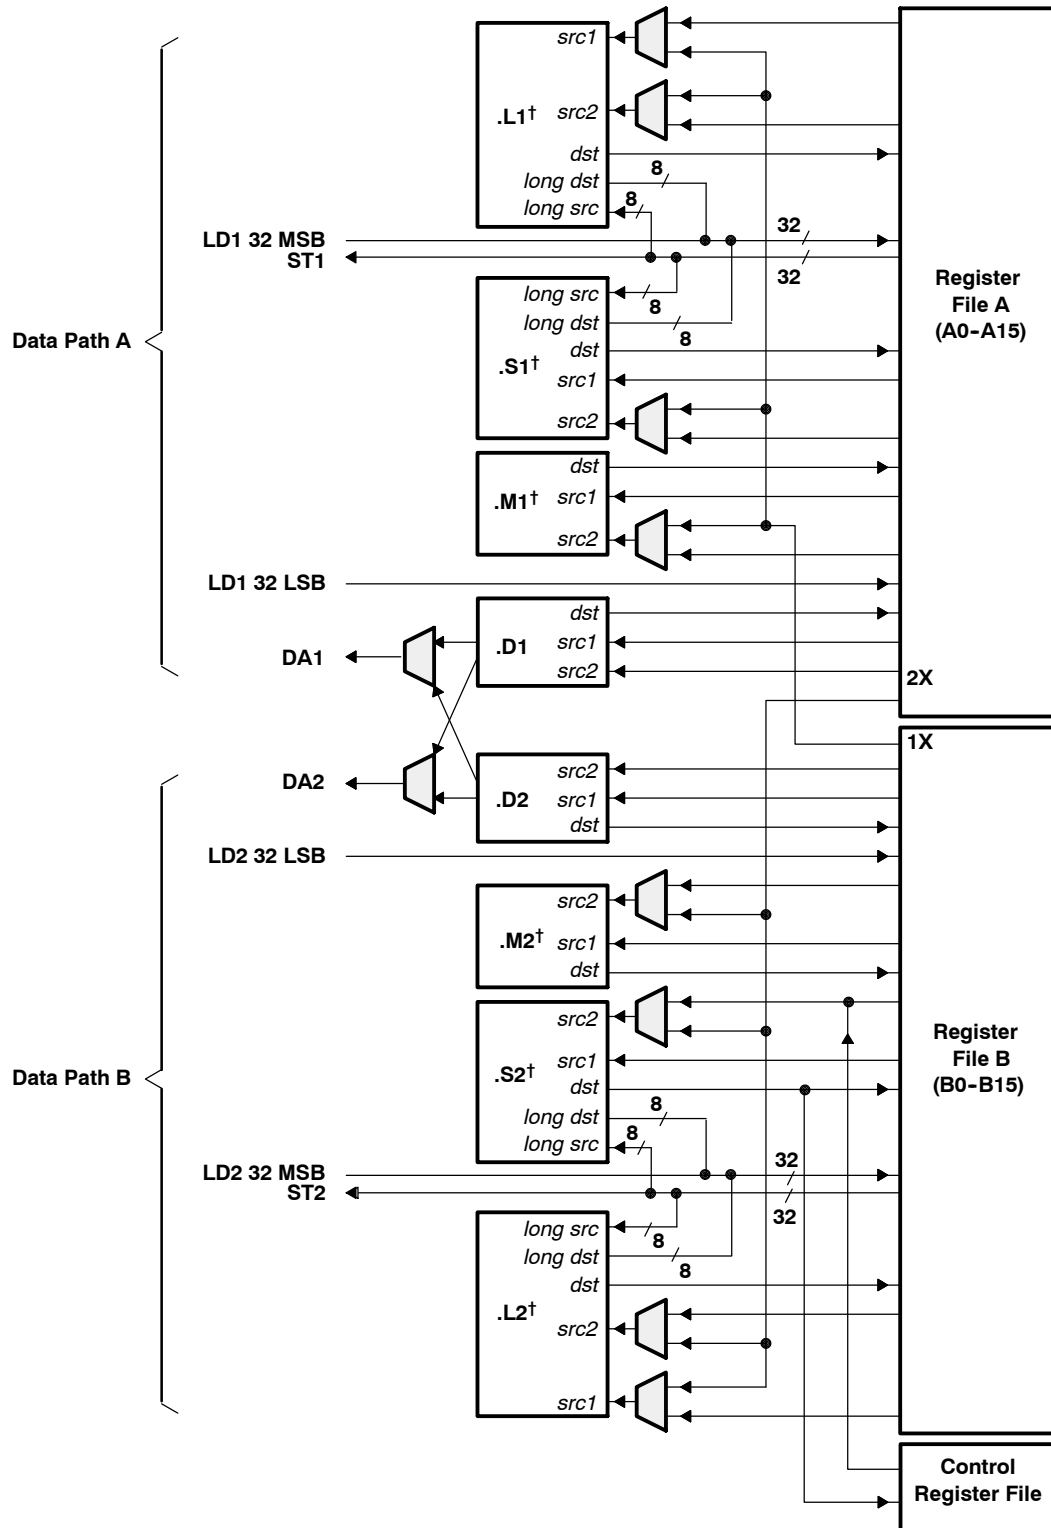 src1
.L1†
src2
dst
8
long dst
8
long src
LD1 32 MSB
32
ST1
32
Register
File A
(A0-A15)
long src
8
long dst
8
Data Path A
dst
.S1†
src1
src2
dst
.M1†
src1
src2
LD1 32 LSB
dst
.D1
src1
DA1
src2
2X
1X
DA2
src2
.D2
src1
dst
LD2 32 LSB
src2
.M2†
src1
dst
src2
Register
File B
(B0-B15)
src1
.S2†
Data Path B
dst
8
long dst
8
long src
LD2 32 MSB
32
ST2
32
long src
8
long dst
8
dst
.L2†
src2
src1
Control
Register File